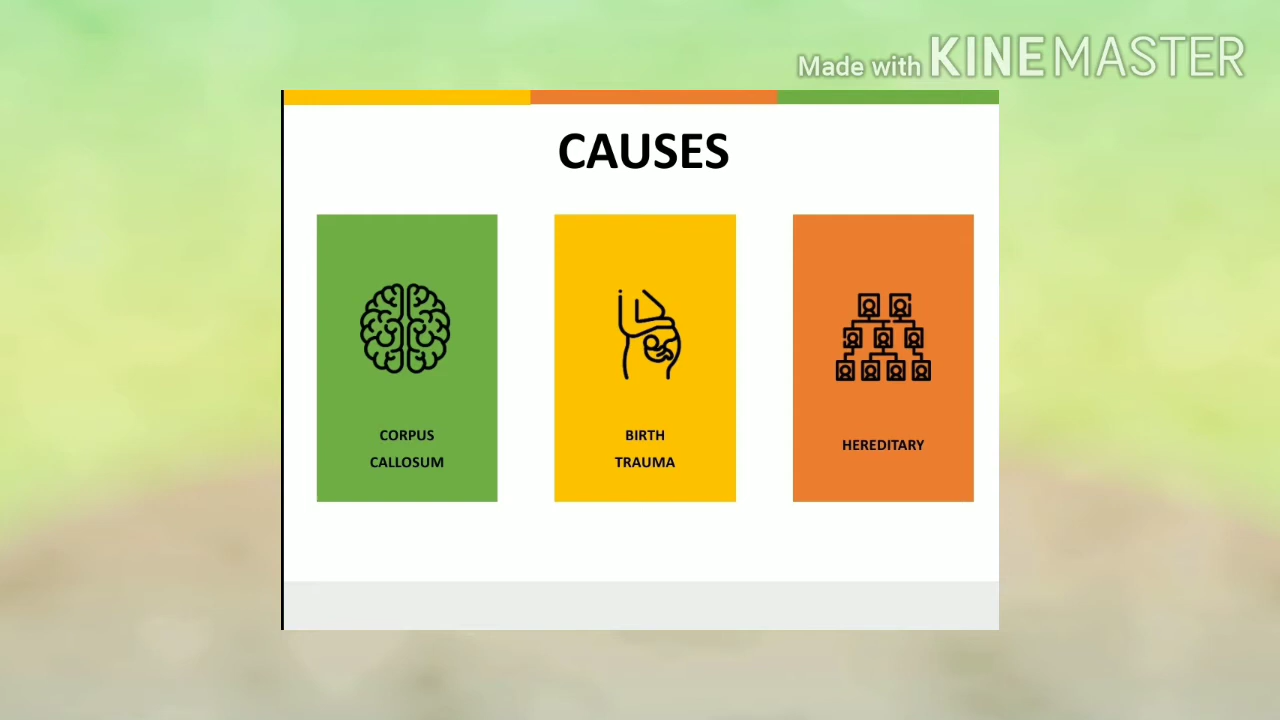 Made with KINEMASTER
CAUSES
CORPUS
CALLOSUM
BIRTH
TRAUMA
HEREDITARY